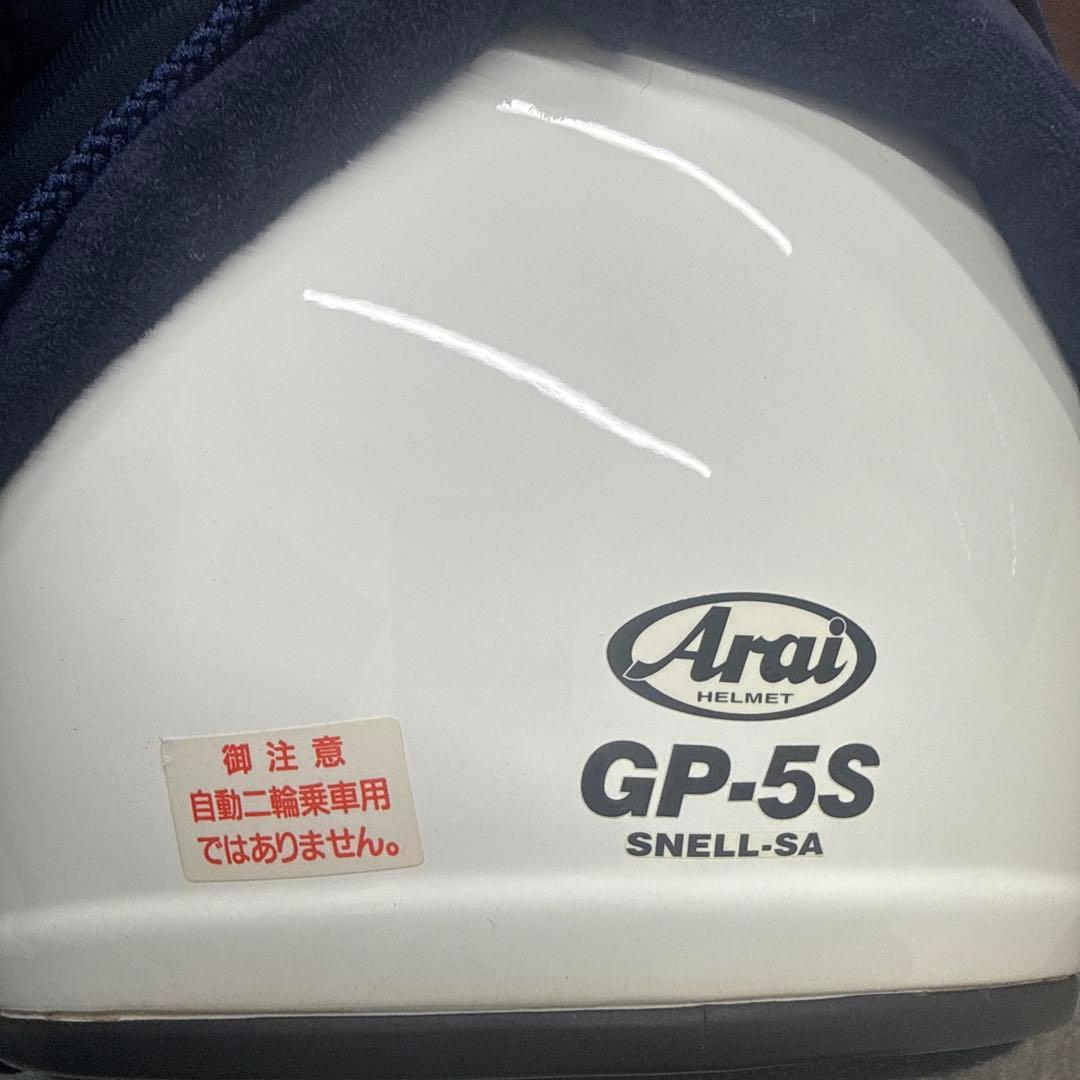 Arai
HELMET
GP-5S
SNELL-SA
御注意
自動二輪乗車用
ではありません。